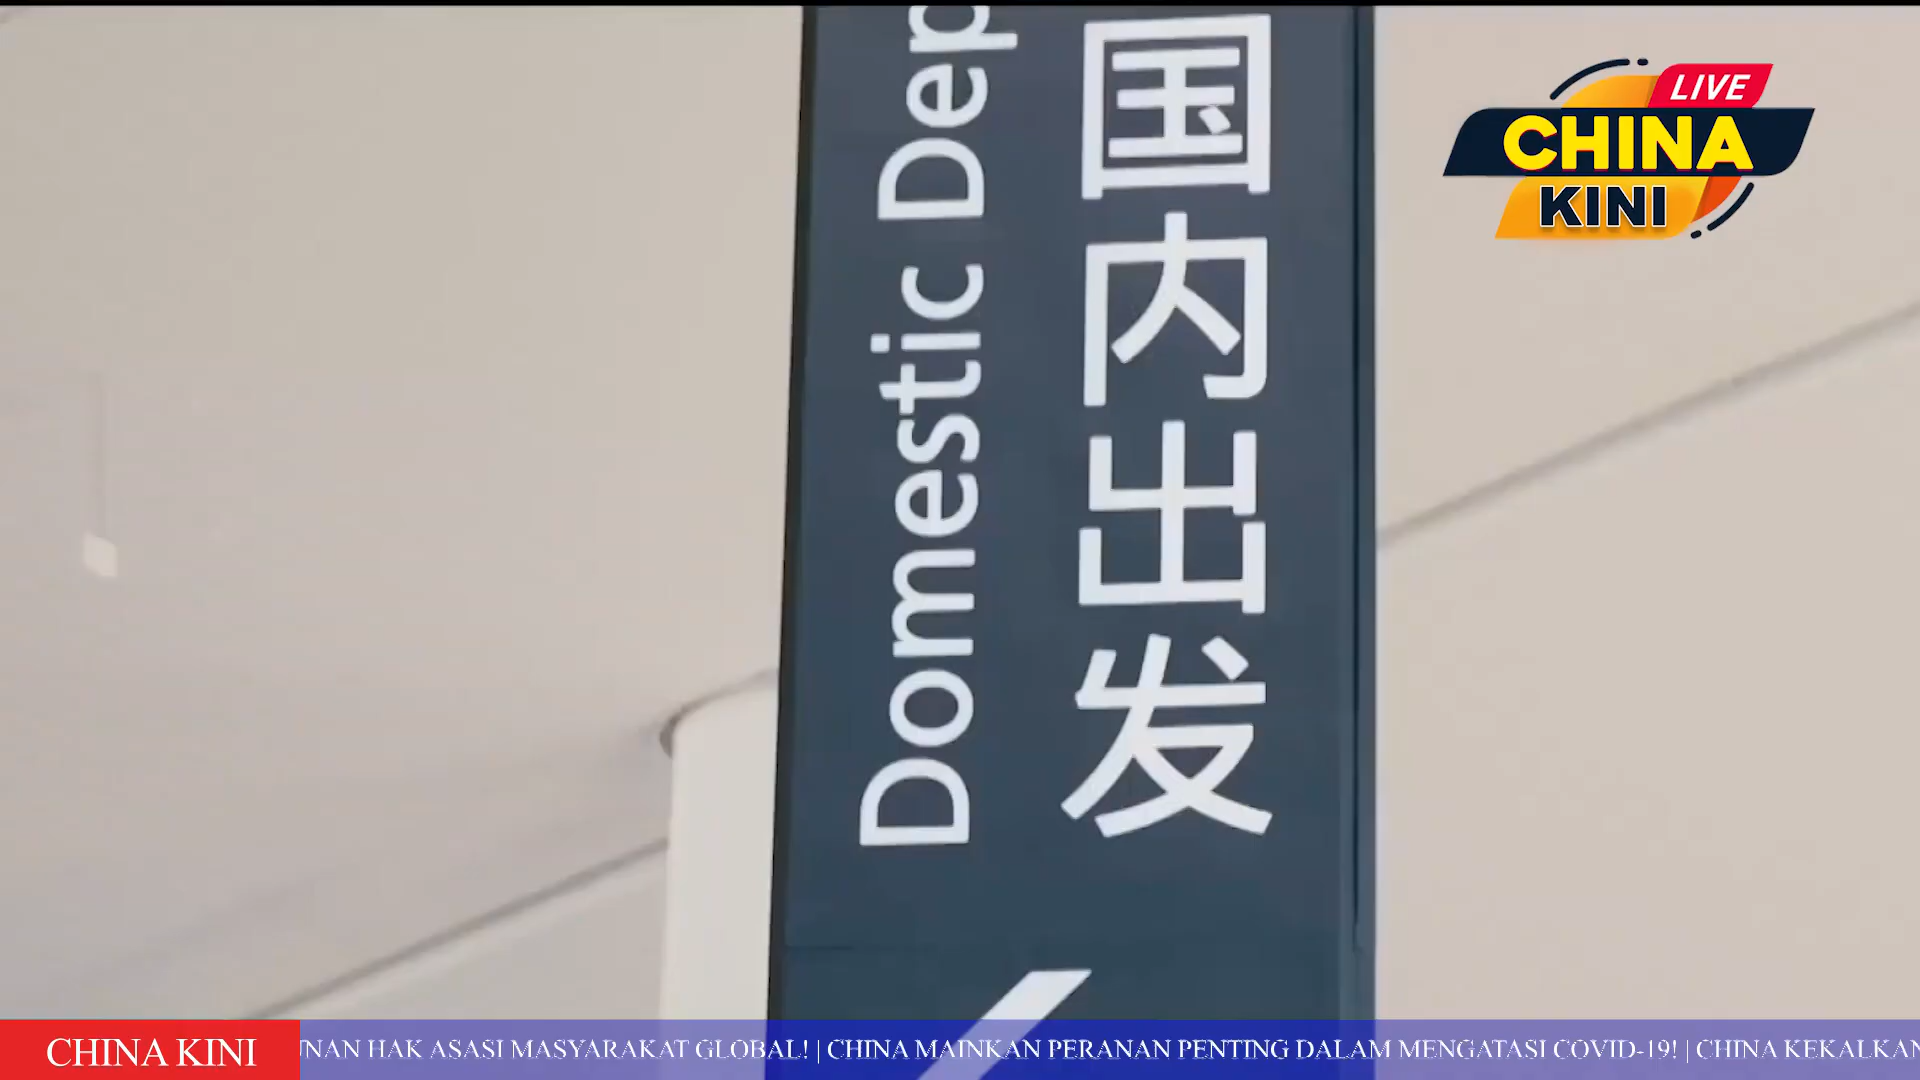 Domestic Dep
国内出发
LIVE
CHINA
KINI
CHINA KINI
HAK ASASI MASYARAKAT GLOBAL! | CHINA MAINKAN PERANAN PENTING DALAM MENGATASI COVID-19! | CHINA KEKALKAN